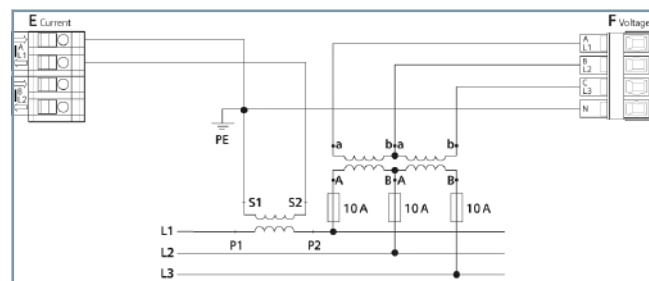 E Current
F Voltage
A
L1
B
L2
A
L1
B
L2
C
L3
N
PE
a b a b
A B A B
S1 S2
10 A 10 A 10 A
L1
P1 P2
L2
L3